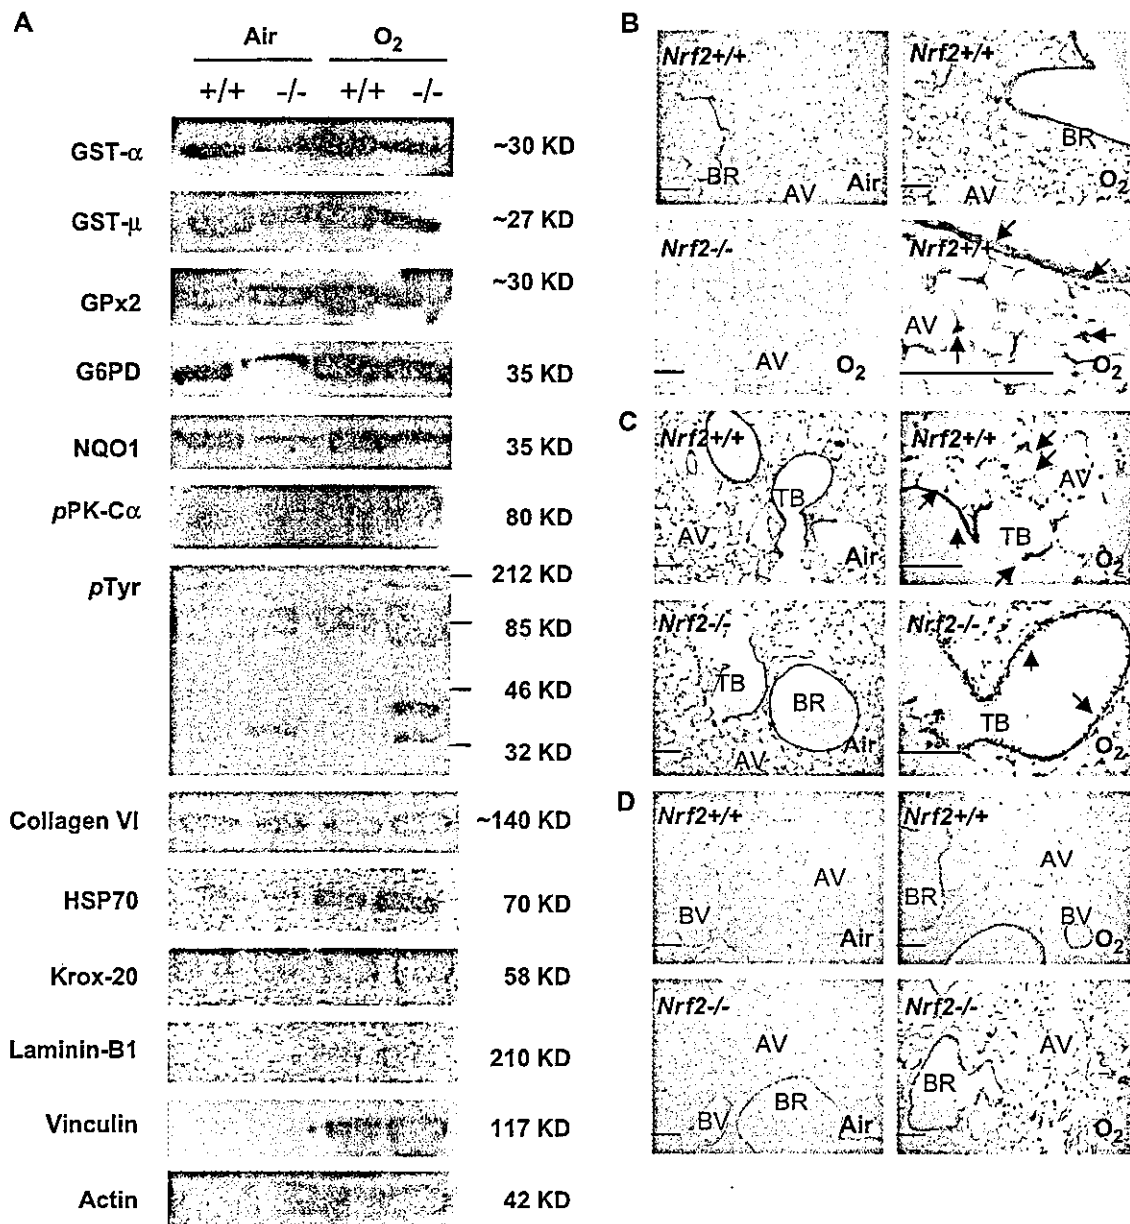 A
Air O₂
+/+ -/- +/+ -/-
GST-α ~30 KD
GST-μ ~27 KD
GPx2 ~30 KD
G6PD 35 KD
NQO1 35 KD
pPK-Cα 80 KD
pTyr 212 KD
85 KD
46 KD
32 KD
Collagen VI ~140 KD
HSP70 70 KD
Krox-20 58 KD
Laminin-B1 210 KD
Vinculin 117 KD
Actin 42 KD
B
Nrf2+/+ BR AV Air
Nrf2+/+ BR AV O₂
Nrf2-/- AV O₂
Nrf2+/+ AV O₂
C
Nrf2+/+ TB AV Air
Nrf2+/+ AV TB O₂
Nrf2-/- TB BR AV Air
Nrf2-/- TB O₂
D
Nrf2+/+ AV BV Air
Nrf2+/+ AV BR BV O₂
Nrf2-/- AV BR BV Air
Nrf2-/- AV BR O₂